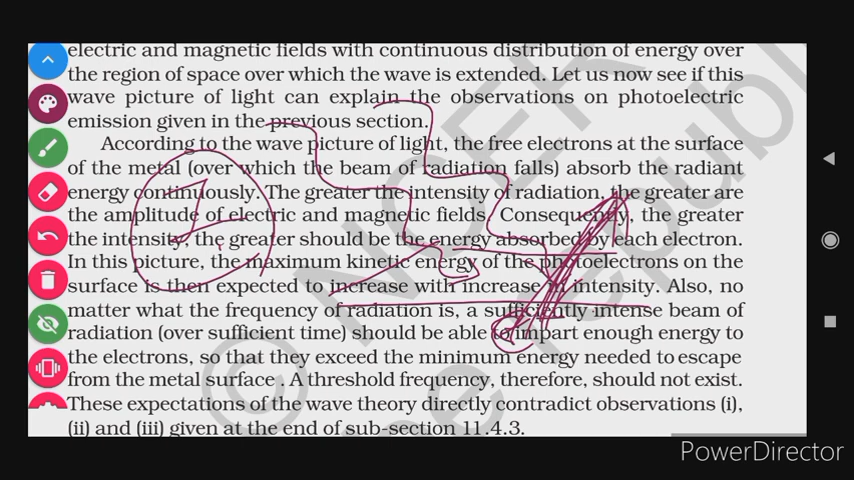 electric and magnetic fields with continuous distribution of energy over
the region of space over which the wave is extended. Let us now see if this
wave picture of light can explain the observations on photoelectric
emission given in the previous section.
According to the wave picture of light, the free electrons at the surface
of the metal (over which the beam of radiation falls) absorb the radiant
energy continuously. The greater the intensity of radiation, the greater are
the amplitude of electric and magnetic fields. Consequently, the greater
the intensity, the greater should be the energy absorbed by each electron.
In this picture, the maximum kinetic energy of the photoelectrons on the
surface is then expected to increase with increase in intensity. Also, no
matter what the frequency of radiation is, a sufficiently intense beam of
radiation (over sufficient time) should be able to impart enough energy to
the electrons, so that they exceed the minimum energy needed to escape
from the metal surface . A threshold frequency, therefore, should not exist.
These expectations of the wave theory directly contradict observations (i),
(ii) and (iii) given at the end of sub-section 11.4.3.
© NCERT
the republi
PowerDirector